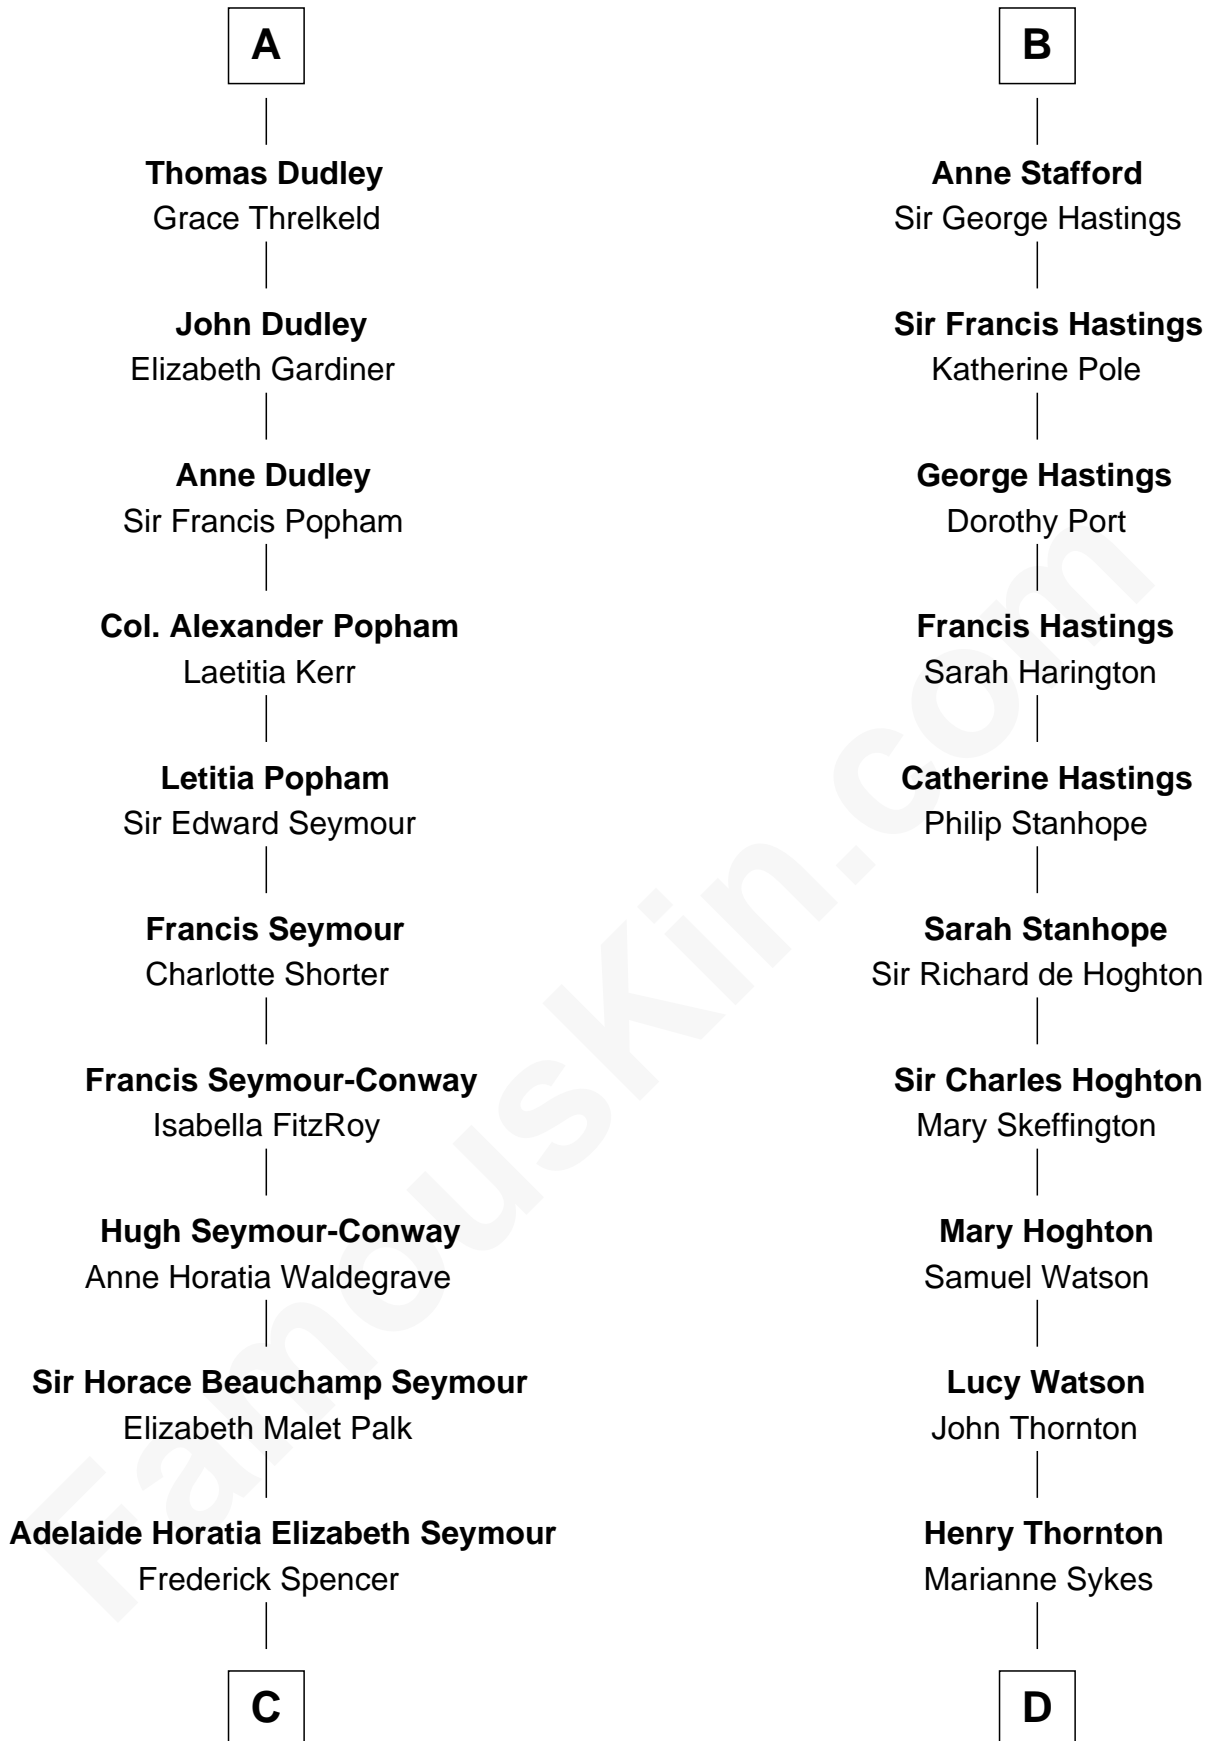 A
Thomas Dudley
Grace Threlkeld
John Dudley
Elizabeth Gardiner
Anne Dudley
Sir Francis Popham
Col. Alexander Popham
Laetitia Kerr
Letitia Popham
Sir Edward Seymour
Francis Seymour
Charlotte Shorter
Francis Seymour-Conway
Isabella FitzRoy
Hugh Seymour-Conway
Anne Horatia Waldegrave
Sir Horace Beauchamp Seymour
Elizabeth Malet Palk
Adelaide Horatia Elizabeth Seymour
Frederick Spencer
C
B
Anne Stafford
Sir George Hastings
Sir Francis Hastings
Katherine Pole
George Hastings
Dorothy Port
Francis Hastings
Sarah Harington
Catherine Hastings
Philip Stanhope
Sarah Stanhope
Sir Richard de Hoghton
Sir Charles Hoghton
Mary Skeffington
Mary Hoghton
Samuel Watson
Lucy Watson
John Thornton
Henry Thornton
Marianne Sykes
D
FamousKin.com